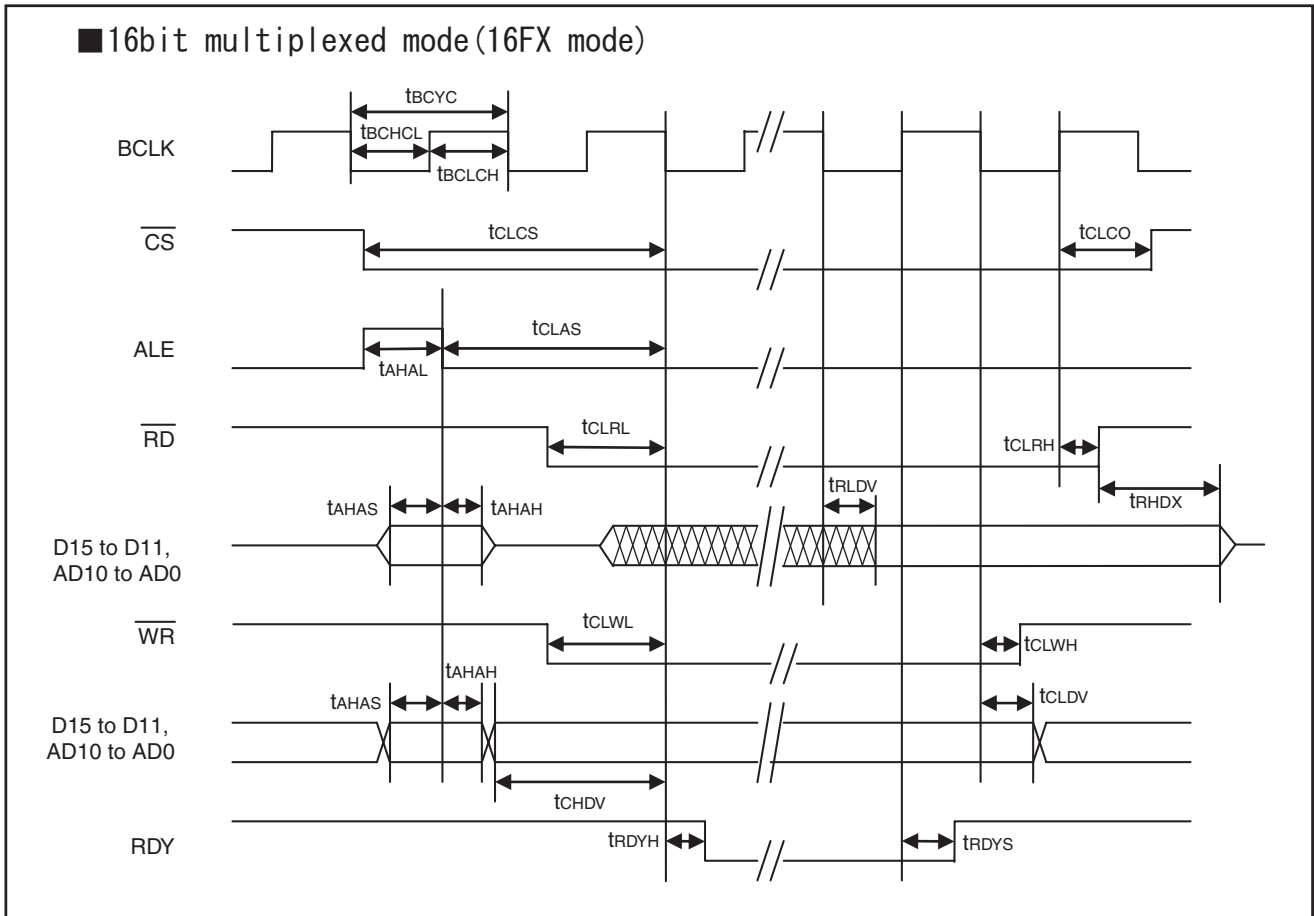 ■16bit multiplexed mode(16FX mode)
tBCYC
tBCHCL
BCLK
tBCLCH
CS
tCLCS
tCLCO
ALE
tCLAS
tAHAL
RD
tCLRL
tCLRH
tRLDV
tRHDX
tAHAS
tAHAH
D15 to D11,
AD10 to AD0
WR
tCLWL
tCLWH
tAHAH
tAHAS
tCLDV
D15 to D11,
AD10 to AD0
tCHDV
RDY
tRDYH
tRDYS